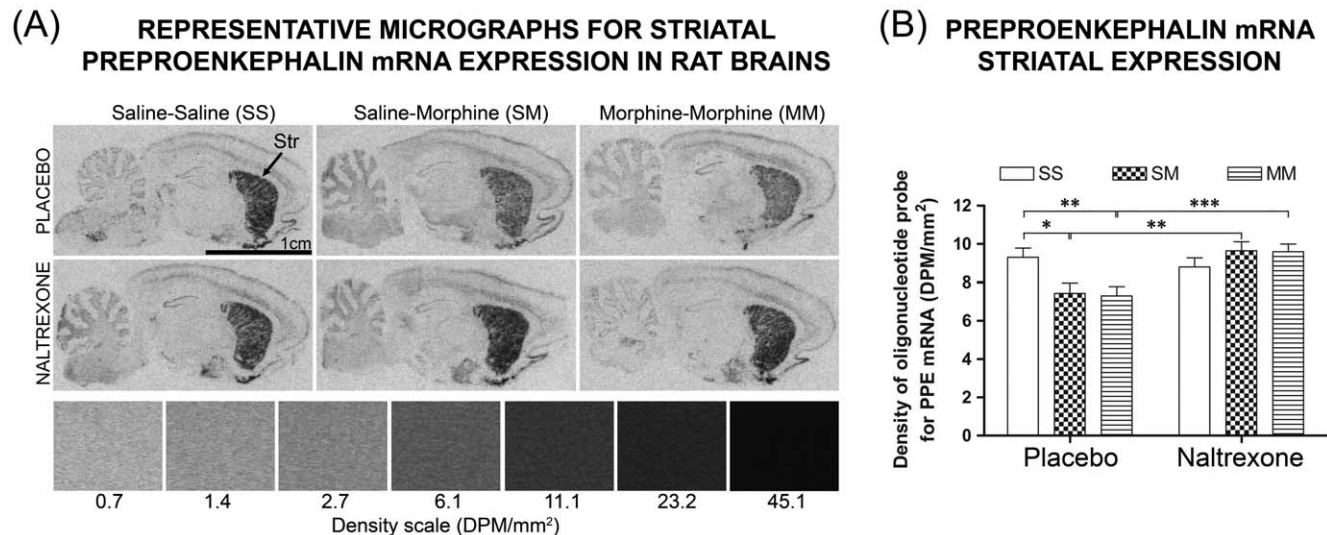 (A)
REPRESENTATIVE MICROGRAPHS FOR STRIATAL
PREPROENKEPHALIN mRNA EXPRESSION IN RAT BRAINS
Saline-Saline (SS)
Saline-Morphine (SM)
Morphine-Morphine (MM)
PLACEBO
Str
1cm
NALTREXONE
0.7
1.4
2.7
6.1
11.1
23.2
45.1
Density scale (DPM/mm²)
(B)
PREPROENKEPHALIN mRNA
STRIATAL EXPRESSION
SS
SM
MM
Density of oligonucleotide probe
for PPE mRNA (DPM/mm²)
12
10
8
6
4
2
0
**
***
*
**
Placebo
Naltrexone